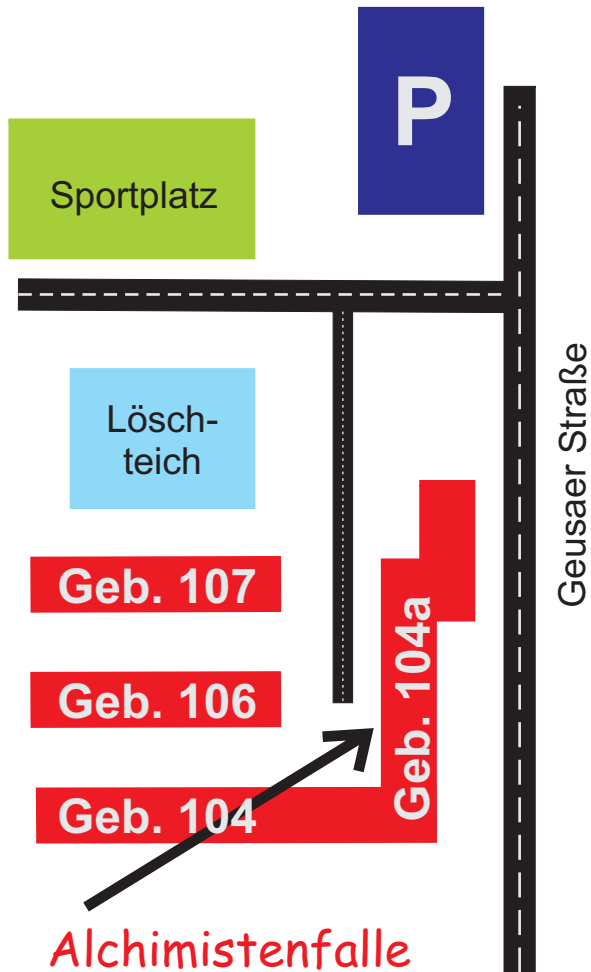 P
Sportplatz
Lösch-
teich
Geusaer Straße
Geb. 107
Geb. 104a
Geb. 106
Geb. 104
Alchimistenfalle